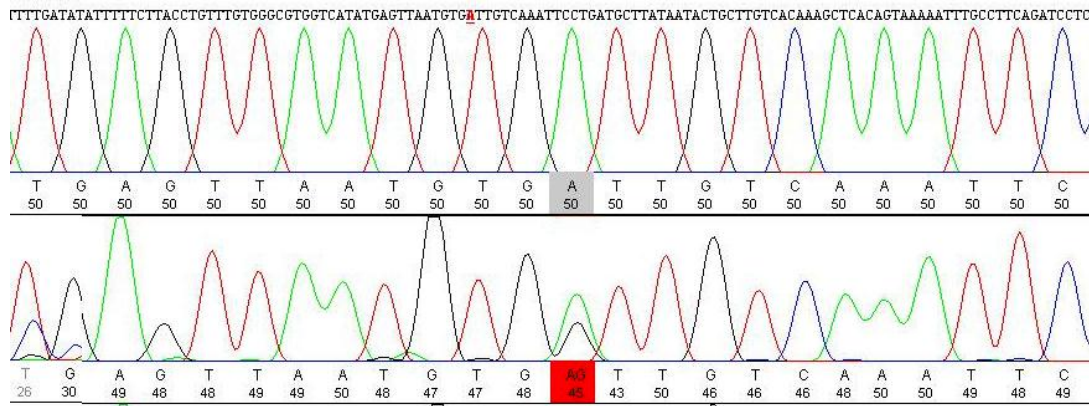 TTTTGATATATTTTTCTTACCTGTTTGTGGGCGTGGTCATATGAGTTAATGTGATTGTCAAATTCCTGATGCTTATAATACTGCTTGTCACAAAGCTCACAGTAAAAATTTGCCTTCAGATCCTC
T G A G T T A A T G T G A T T G T C A A A T T C
50 50 50 50 50 50 50 50 50 50 50 50 50 50 50 50 50 50 50 50 50 50 50 50
T G A G T T A A T G T G AG T T G T C A A A T T C
26 30 49 48 48 49 49 50 48 47 47 48 45 43 50 46 46 46 48 50 50 49 48 49